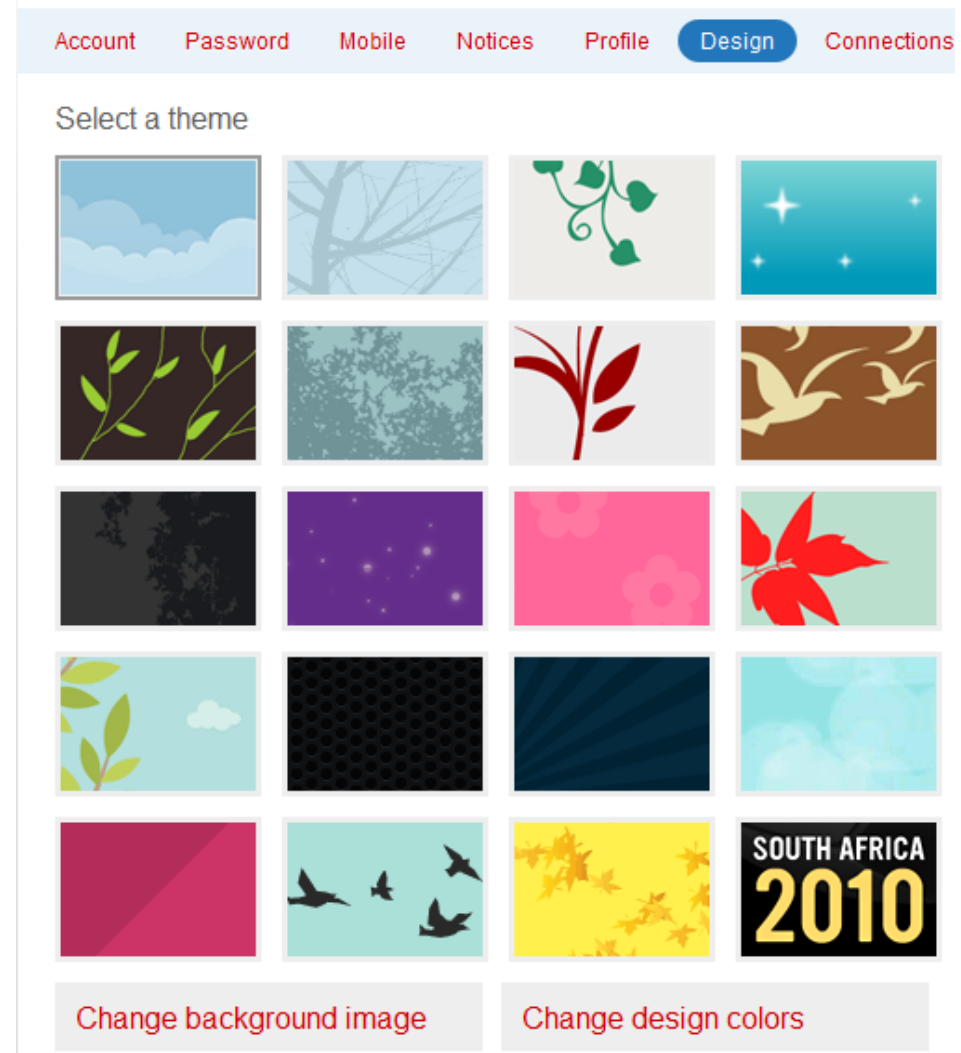 Account Password Mobile Notices Profile Design Connections
Select a theme
SOUTH AFRICA
2010
Change background image Change design colors